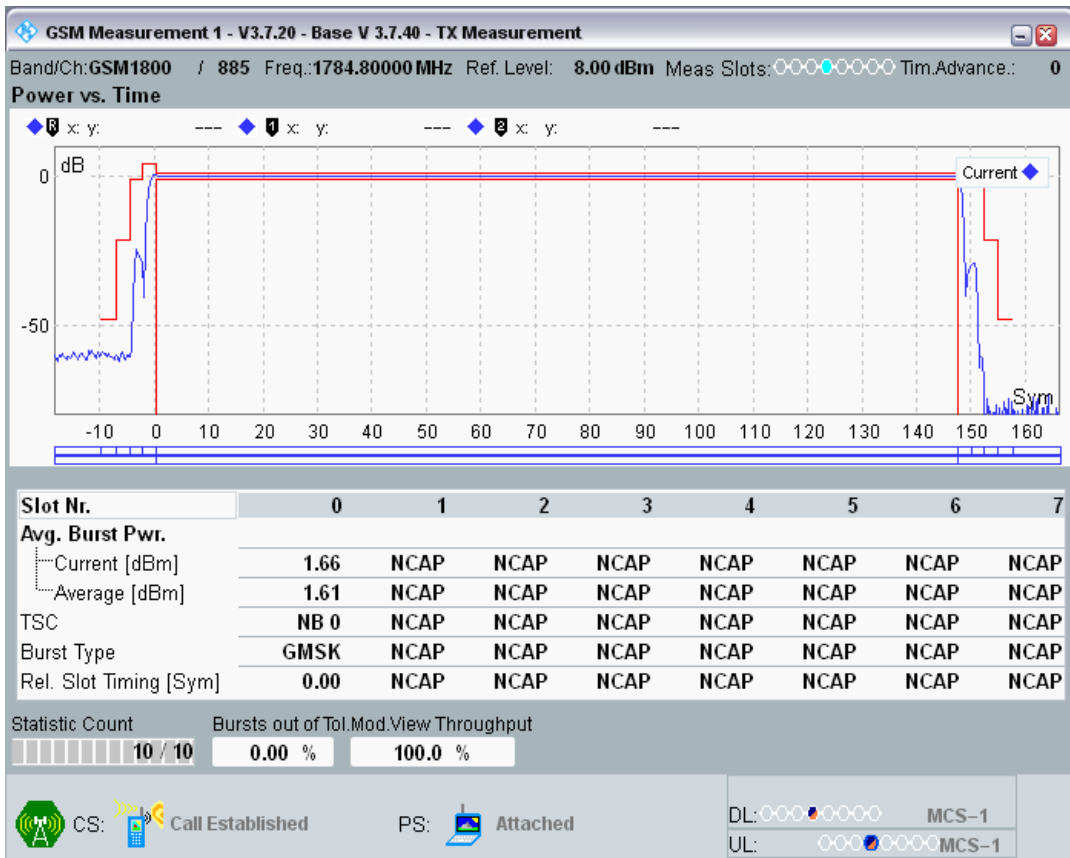 GSM Measurement 1 - V3.7.20 - Base V 3.7.40 - TX Measurement
Band/Ch:GSM1800 / 885 Freq.:1784.80000 MHz Ref. Level: 8.00 dBm Meas Slots: Tim.Advance.: 0
Power vs. Time
R x: y: --- 1 x: y: --- 2 x: y: ---
dB
Current
0
-50
Sym
-10 0 10 20 30 40 50 60 70 80 90 100 110 120 130 140 150 160
Slot Nr. 0 1 2 3 4 5 6 7
Avg. Burst Pwr.
Current [dBm] 1.66 NCAP NCAP NCAP NCAP NCAP NCAP NCAP
Average [dBm] 1.61 NCAP NCAP NCAP NCAP NCAP NCAP NCAP
TSC NB 0 NCAP NCAP NCAP NCAP NCAP NCAP NCAP
Burst Type GMSK NCAP NCAP NCAP NCAP NCAP NCAP NCAP
Rel. Slot Timing [Sym] 0.00 NCAP NCAP NCAP NCAP NCAP NCAP NCAP
Statistic Count Bursts out of Tol.Mod.View Throughput
10 / 10 0.00 % 100.0 %
CS: Call Established PS: Attached
DL: MCS-1
UL: MCS-1